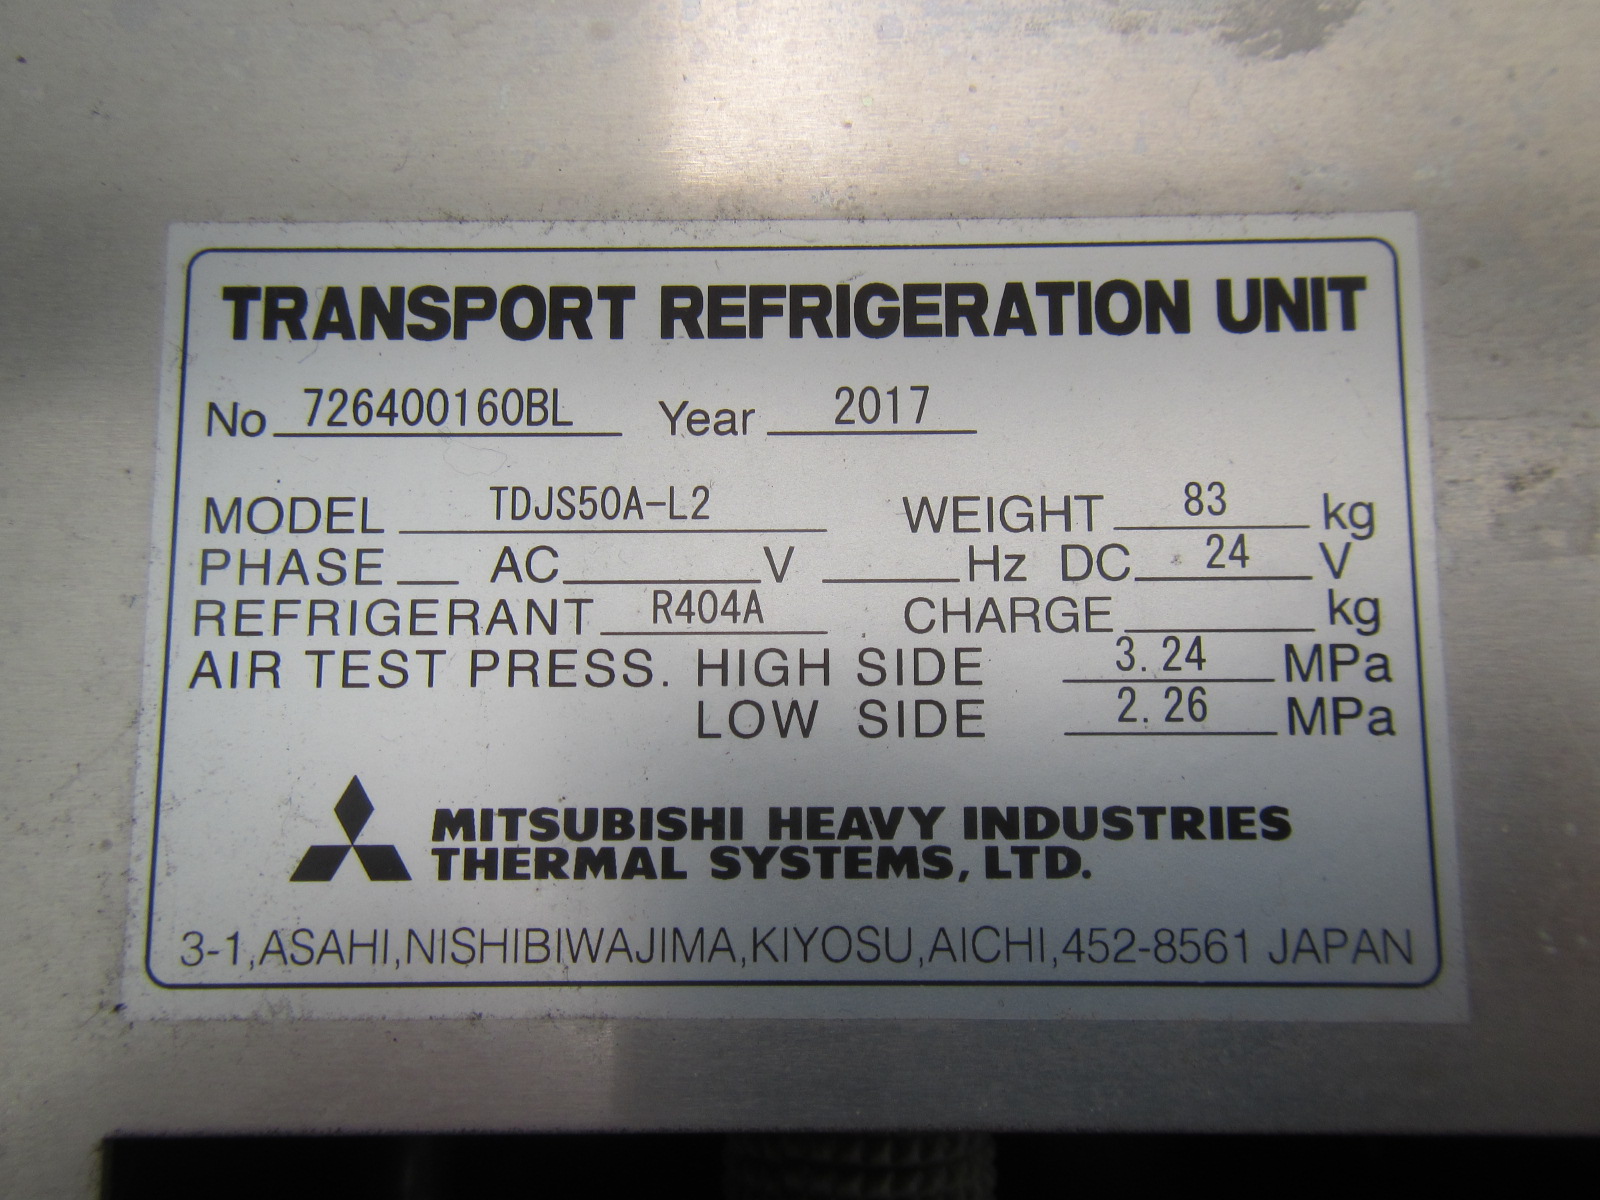 TRANSPORT REFRIGERATION UNIT
No 726400160BL Year 2017
MODEL TDJS50A-L2 WEIGHT 83 kg
PHASE AC V Hz DC 24 V
REFRIGERANT R404A CHARGE kg
AIR TEST PRESS. HIGH SIDE 3.24 MPa
LOW SIDE 2.26 MPa
MITSUBISHI HEAVY INDUSTRIES
THERMAL SYSTEMS, LTD.
3-1,ASAHI,NISHIBIWAJIMA,KIYOSU,AICHI,452-8561 JAPAN